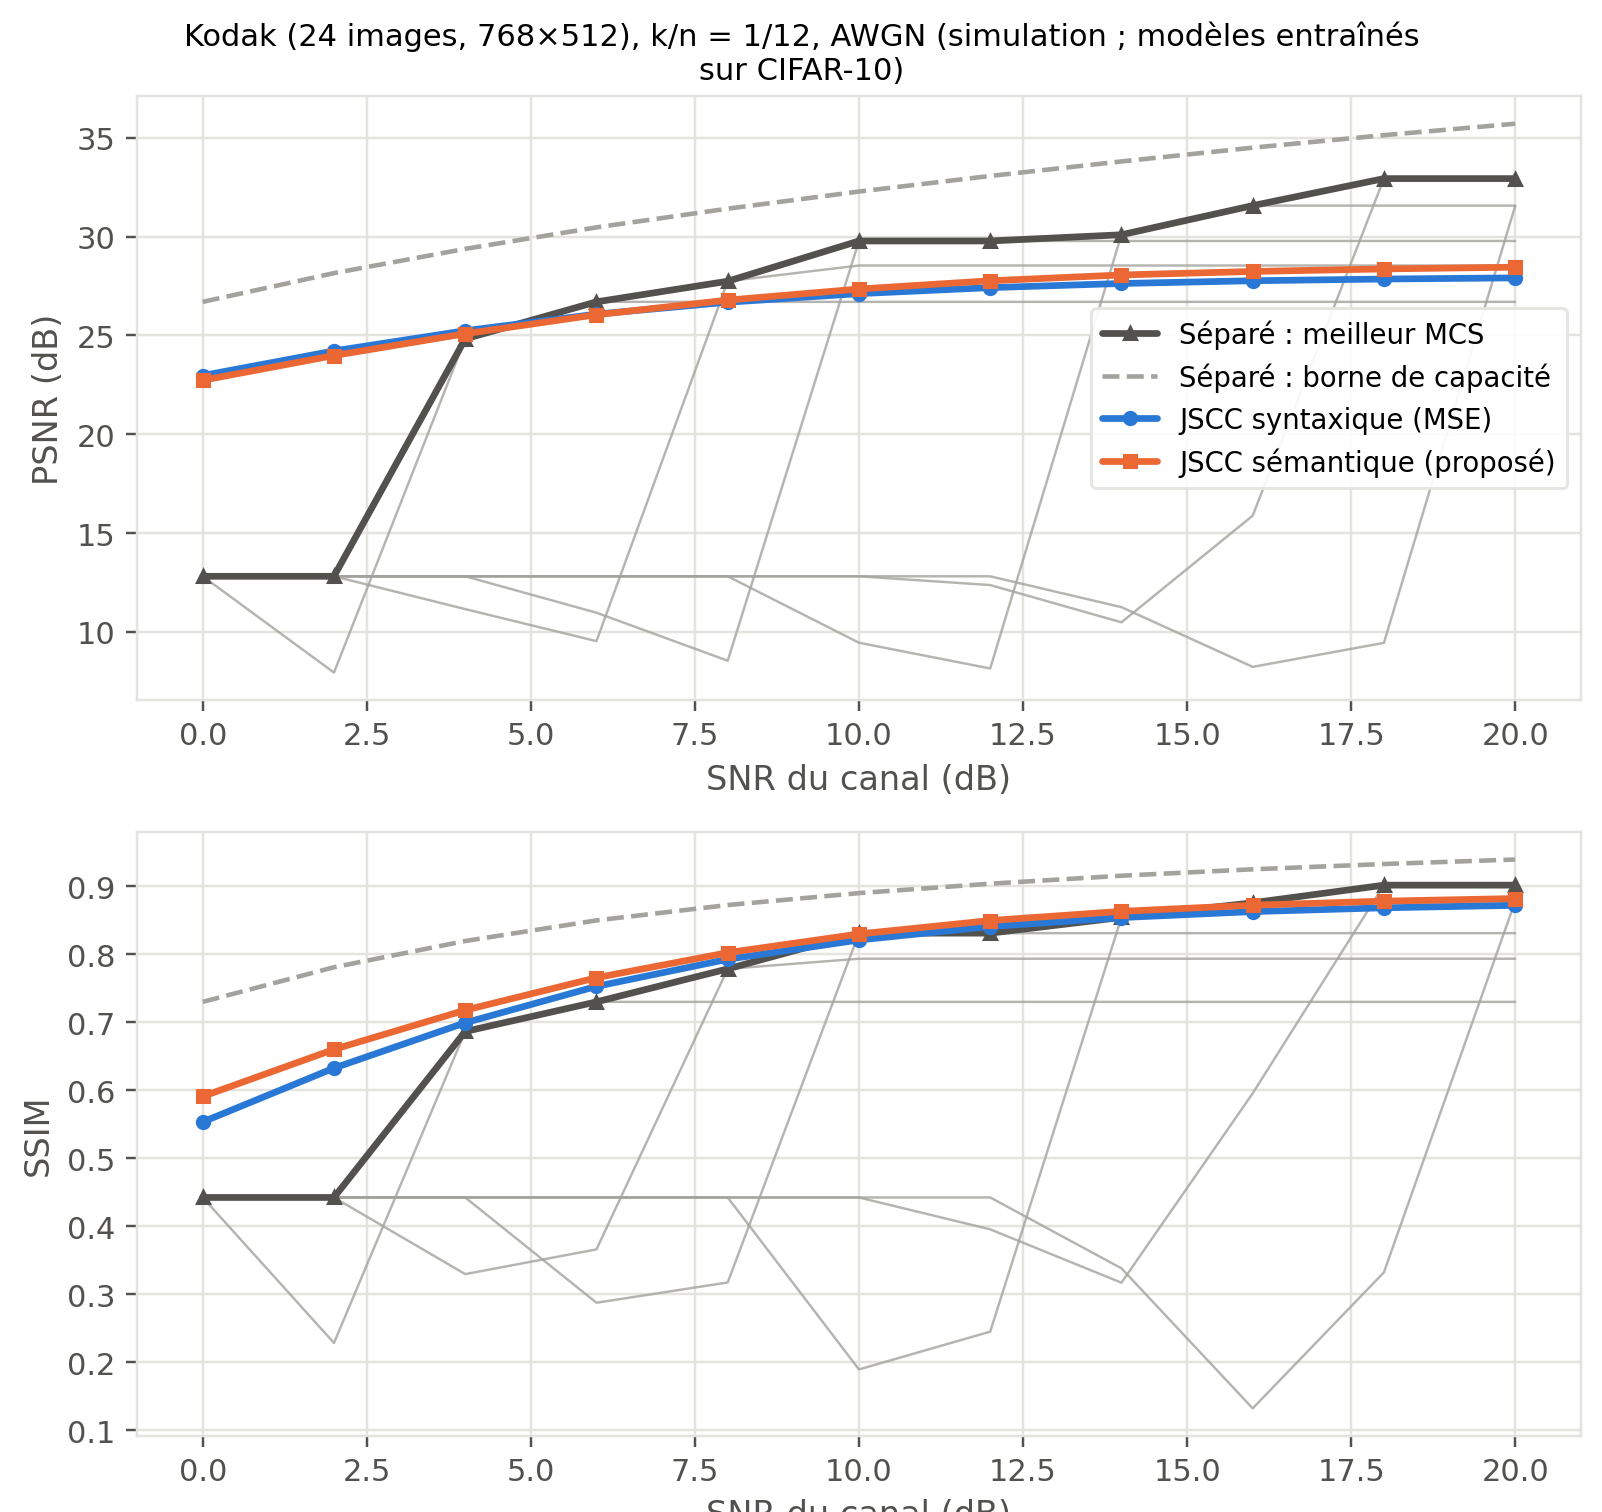 Kodak (24 images, 768×512), k/n = 1/12, AWGN (simulation ; modèles entraînés
sur CIFAR-10)
PSNR (dB)
35
30
25
20
15
10
Séparé : meilleur MCS
Séparé : borne de capacité
JSCC syntaxique (MSE)
JSCC sémantique (proposé)
0.0 2.5 5.0 7.5 10.0 12.5 15.0 17.5 20.0
SNR du canal (dB)
SSIM
0.9
0.8
0.7
0.6
0.5
0.4
0.3
0.2
0.1
0.0 2.5 5.0 7.5 10.0 12.5 15.0 17.5 20.0
SNR du canal (dB)